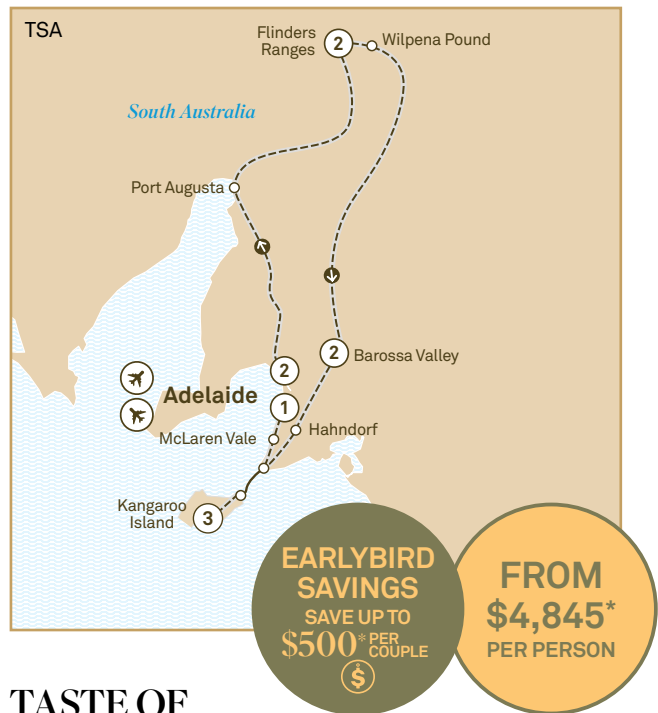 TSA
Flinders
Ranges
2
Wilpena Pound
South Australia
Port Augusta
2
Barossa Valley
2
Adelaide
1
McLaren Vale
Hahndorf
Kangaroo
Island
3
EARLYBIRD
SAVINGS
SAVE UP TO
$500* PER
COUPLE
$
FROM
$4,845*
PER PERSON
TASTE OF